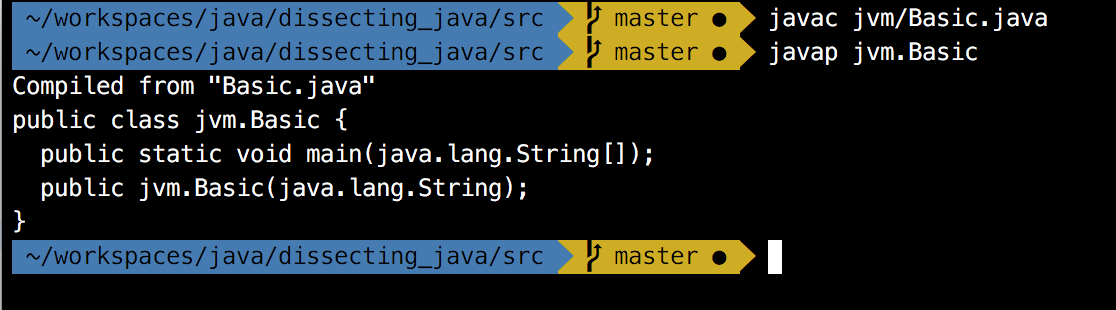 ~/workspaces/java/dissecting_java/src master ● javac jvm/Basic.java
~/workspaces/java/dissecting_java/src master ● javap jvm.Basic
Compiled from "Basic.java"
public class jvm.Basic {
  public static void main(java.lang.String[]);
  public jvm.Basic(java.lang.String);
}
~/workspaces/java/dissecting_java/src master ●